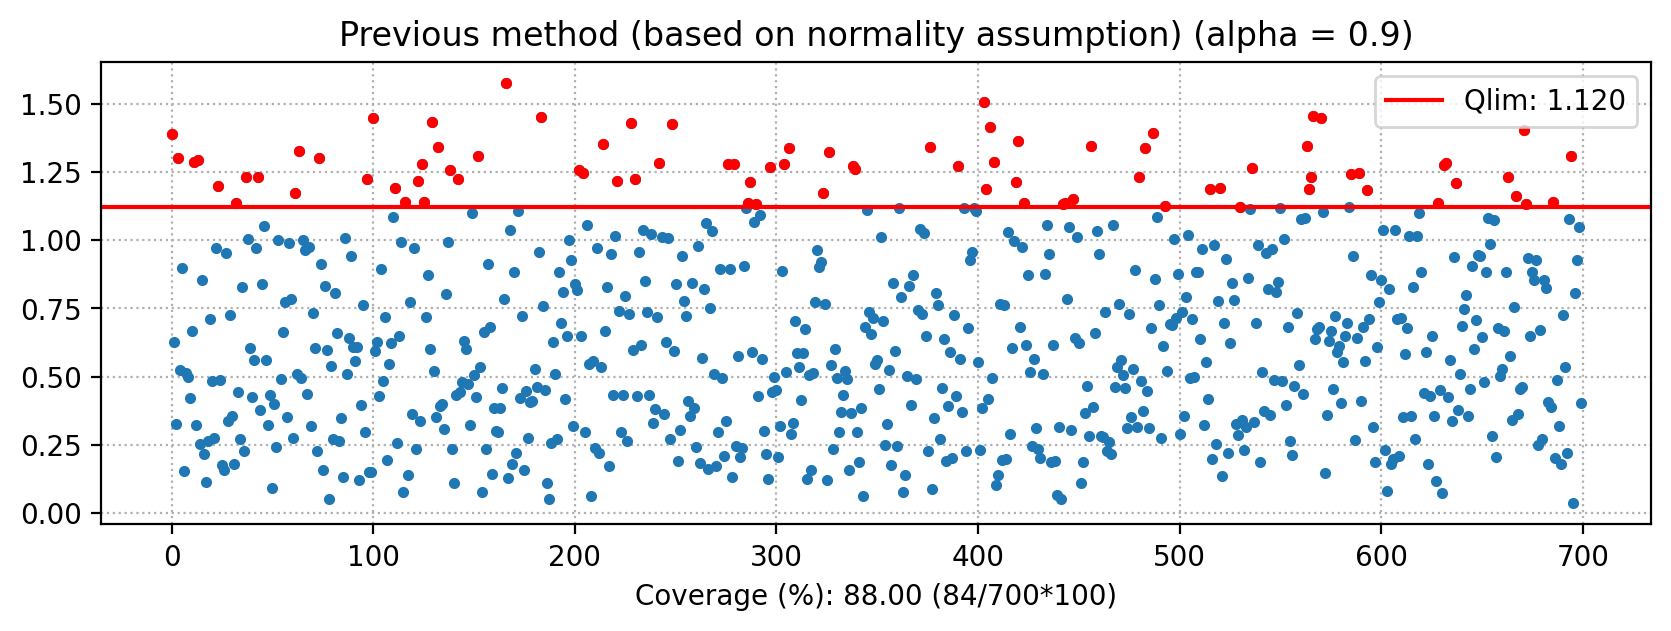 Previous method (based on normality assumption) (alpha = 0.9)
Qlim: 1.120
1.50
1.25
1.00
0.75
0.50
0.25
0.00
0 100 200 300 400 500 600 700
Coverage (%): 88.00 (84/700*100)